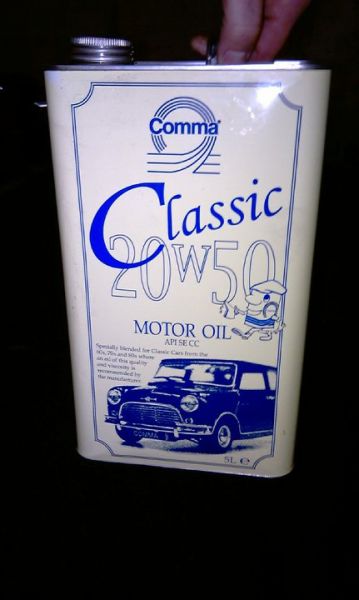 Comma
Classic
20W50
MOTOR OIL
API SE CC
Specially blended for Classic Cars from the
60s, 70s and 80s where
an oil of this quality
and viscosity is
recommended by
the manufacturer.
COMMA
5L e